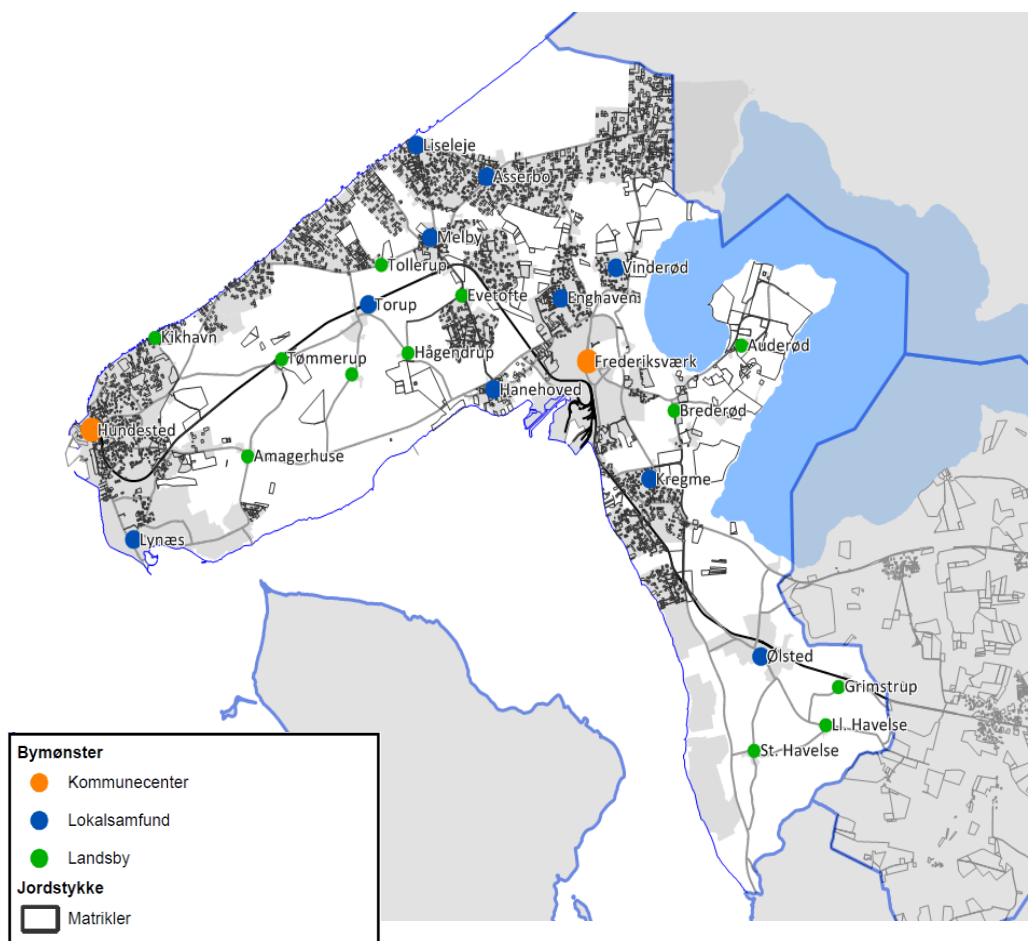 Liseleje
Asserbo
Melby
Tollerup
Vinderød
Evetofte
Enghaven
Torup
Kikhavn
Tømmerup
Hågendrup
Auderød
Frederiksværk
Hanehoved
Brederød
Hundested
Amagerhuse
Kregme
Lynæs
Ølsted
Grimstrup
Ll. Havelse
St. Havelse
Bymønster
Kommunecenter
Lokalsamfund
Landsby
Jordstykke
Matrikler